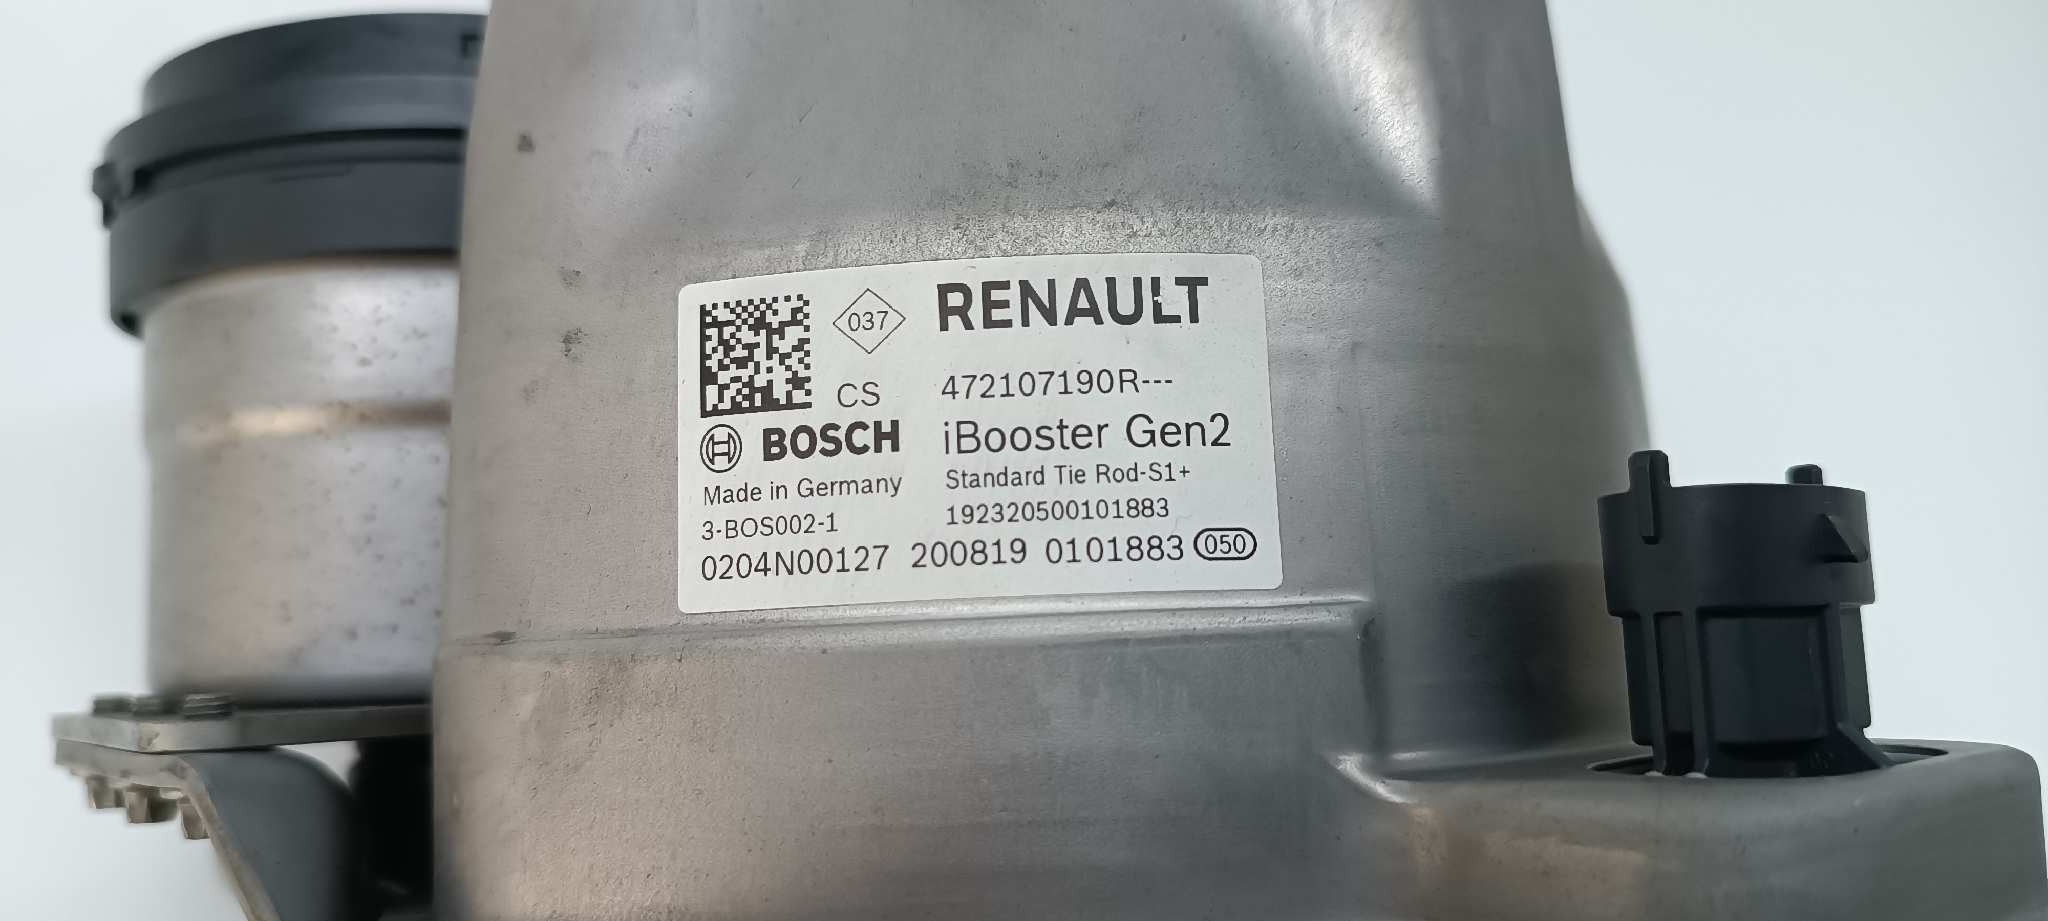 037
RENAULT
CS
472107190R---
BOSCH
iBooster Gen2
Made in Germany
Standard Tie Rod-S1+
3-BOS002-1
192320500101883
0204N00127 200819 0101883 050